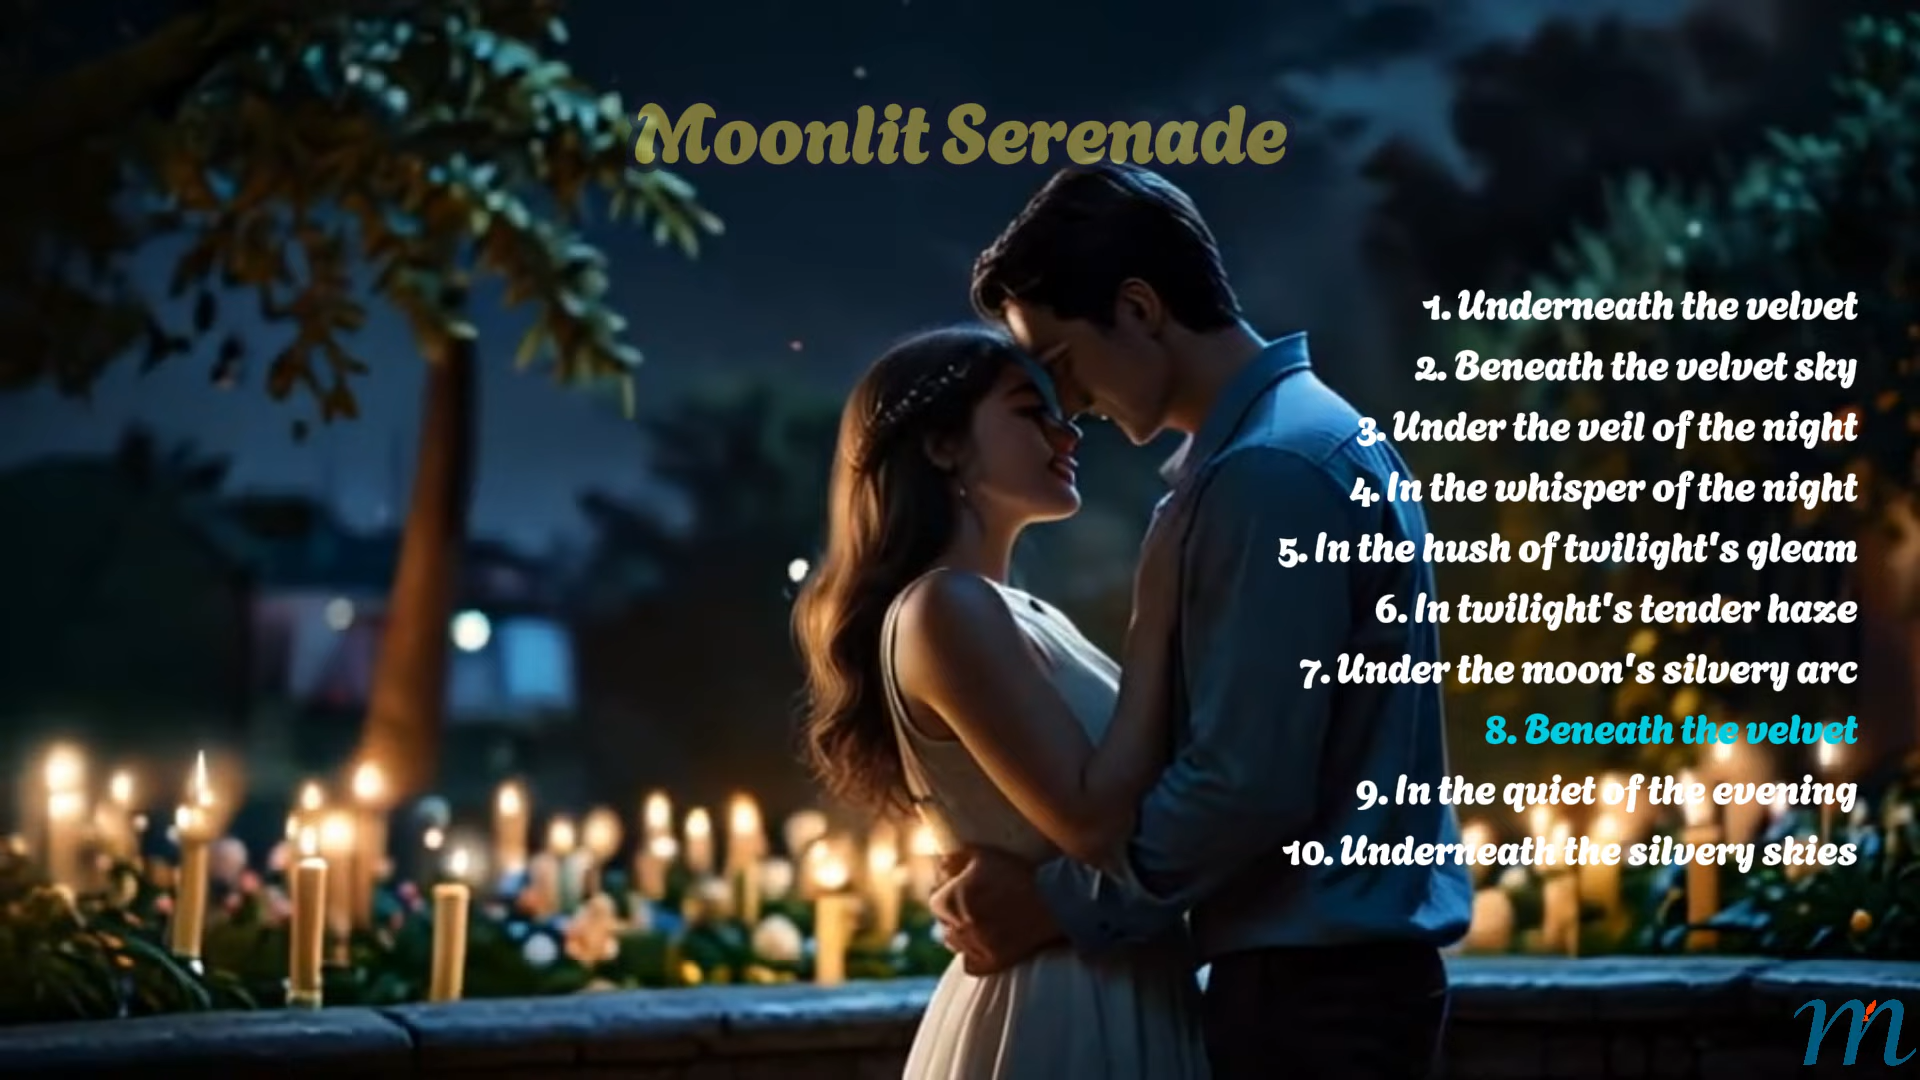 Moonlit Serenade
1. Underneath the velvet
2. Beneath the velvet sky
3. Under the veil of the night
4. In the whisper of the night
5. In the hush of twilight's gleam
6. In twilight's tender haze
7. Under the moon's silvery arc
8. Beneath the velvet
9. In the quiet of the evening
10. Underneath the silvery skies
m